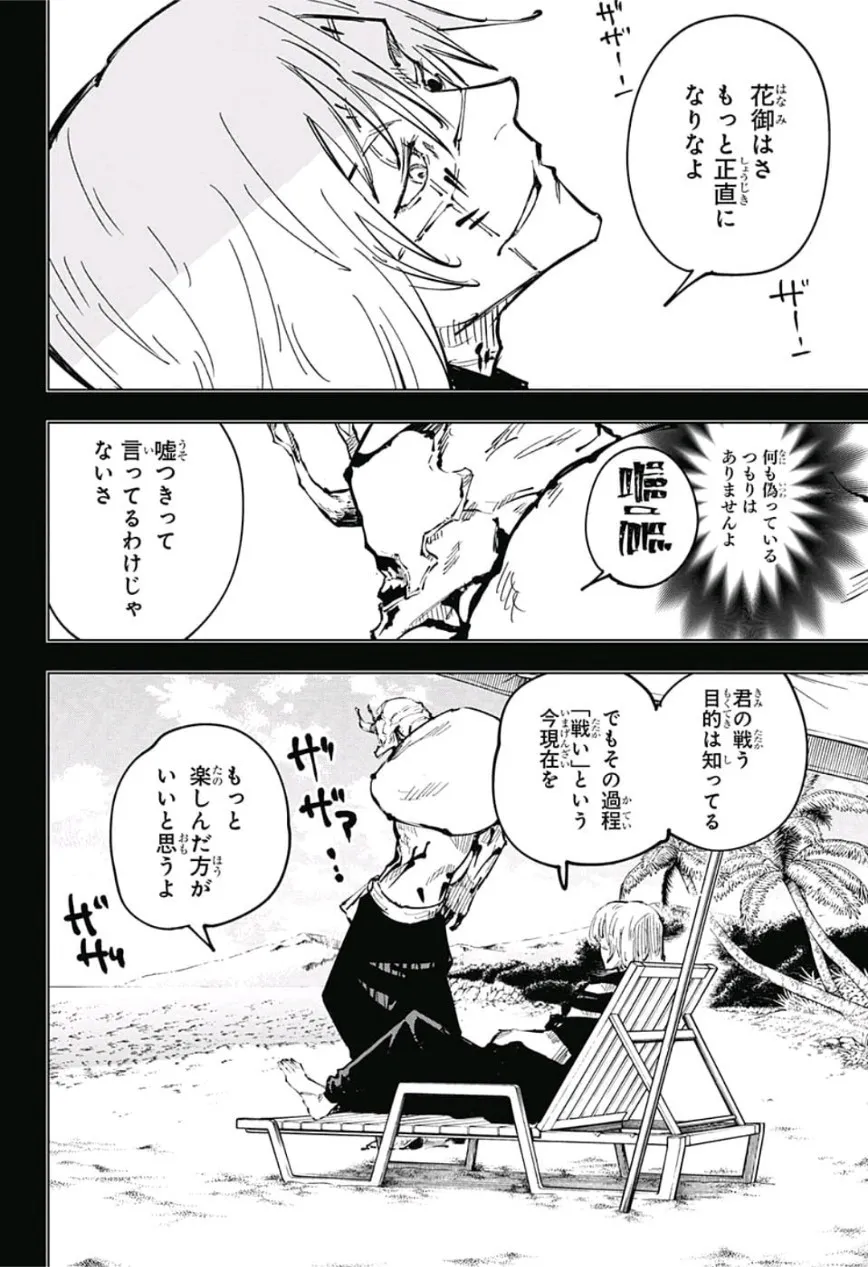 花御はさ
もっと正直に
なりなよ
ザザー！
ザー！
何も偽っている
つもりは
ありませんよ
嘘つきって
言ってるわけじゃ
ないさ
君の戦う
目的は知ってる
でもその過程
「戦い」という
今現在を
もっと
楽しんだ方が
いいと思うよ
ザ
ザァ…
ザ
ザザ…